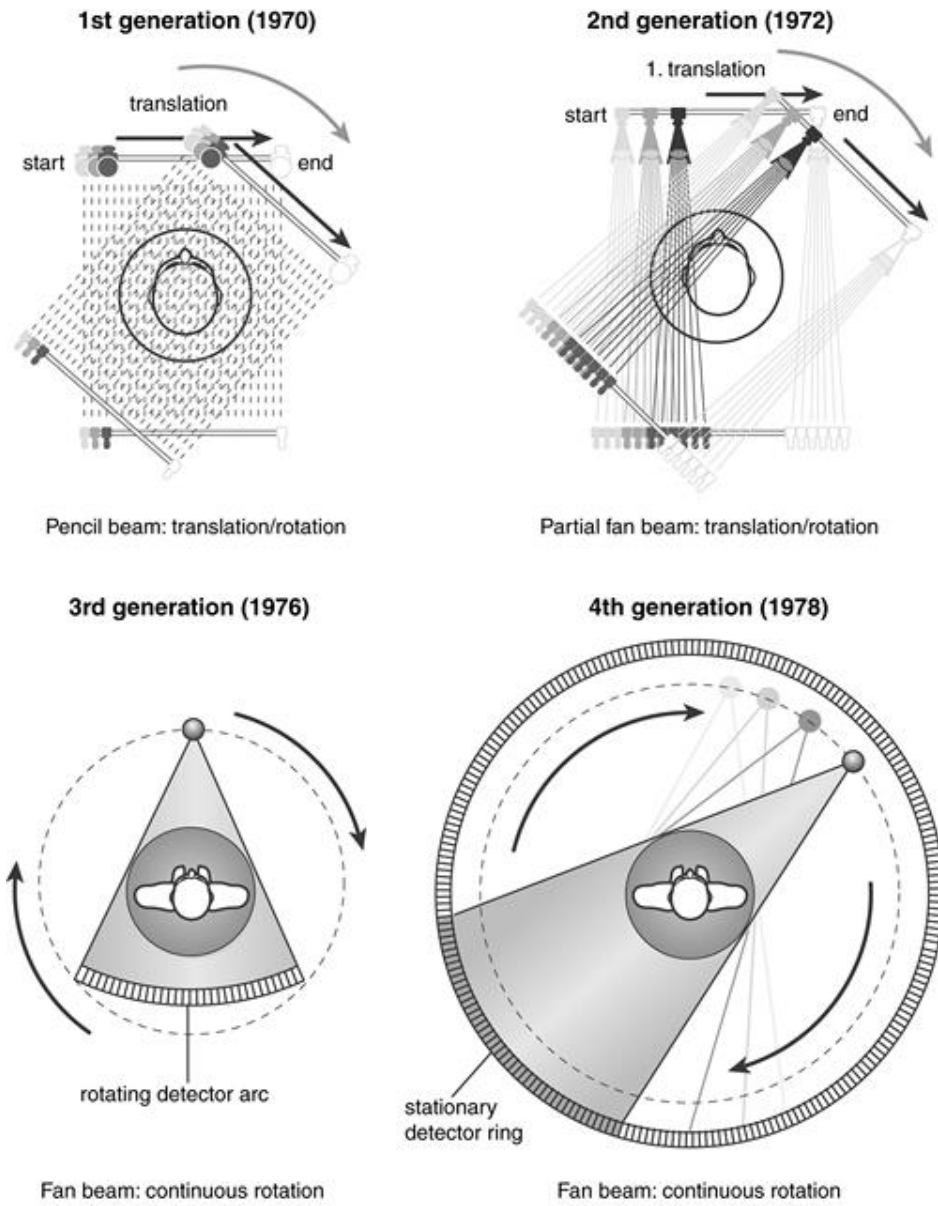 1st generation (1970)
translation
start
end
Pencil beam: translation/rotation
2nd generation (1972)
1. translation
start
end
Partial fan beam: translation/rotation
3rd generation (1976)
rotating detector arc
Fan beam: continuous rotation
4th generation (1978)
stationary
detector ring
Fan beam: continuous rotation